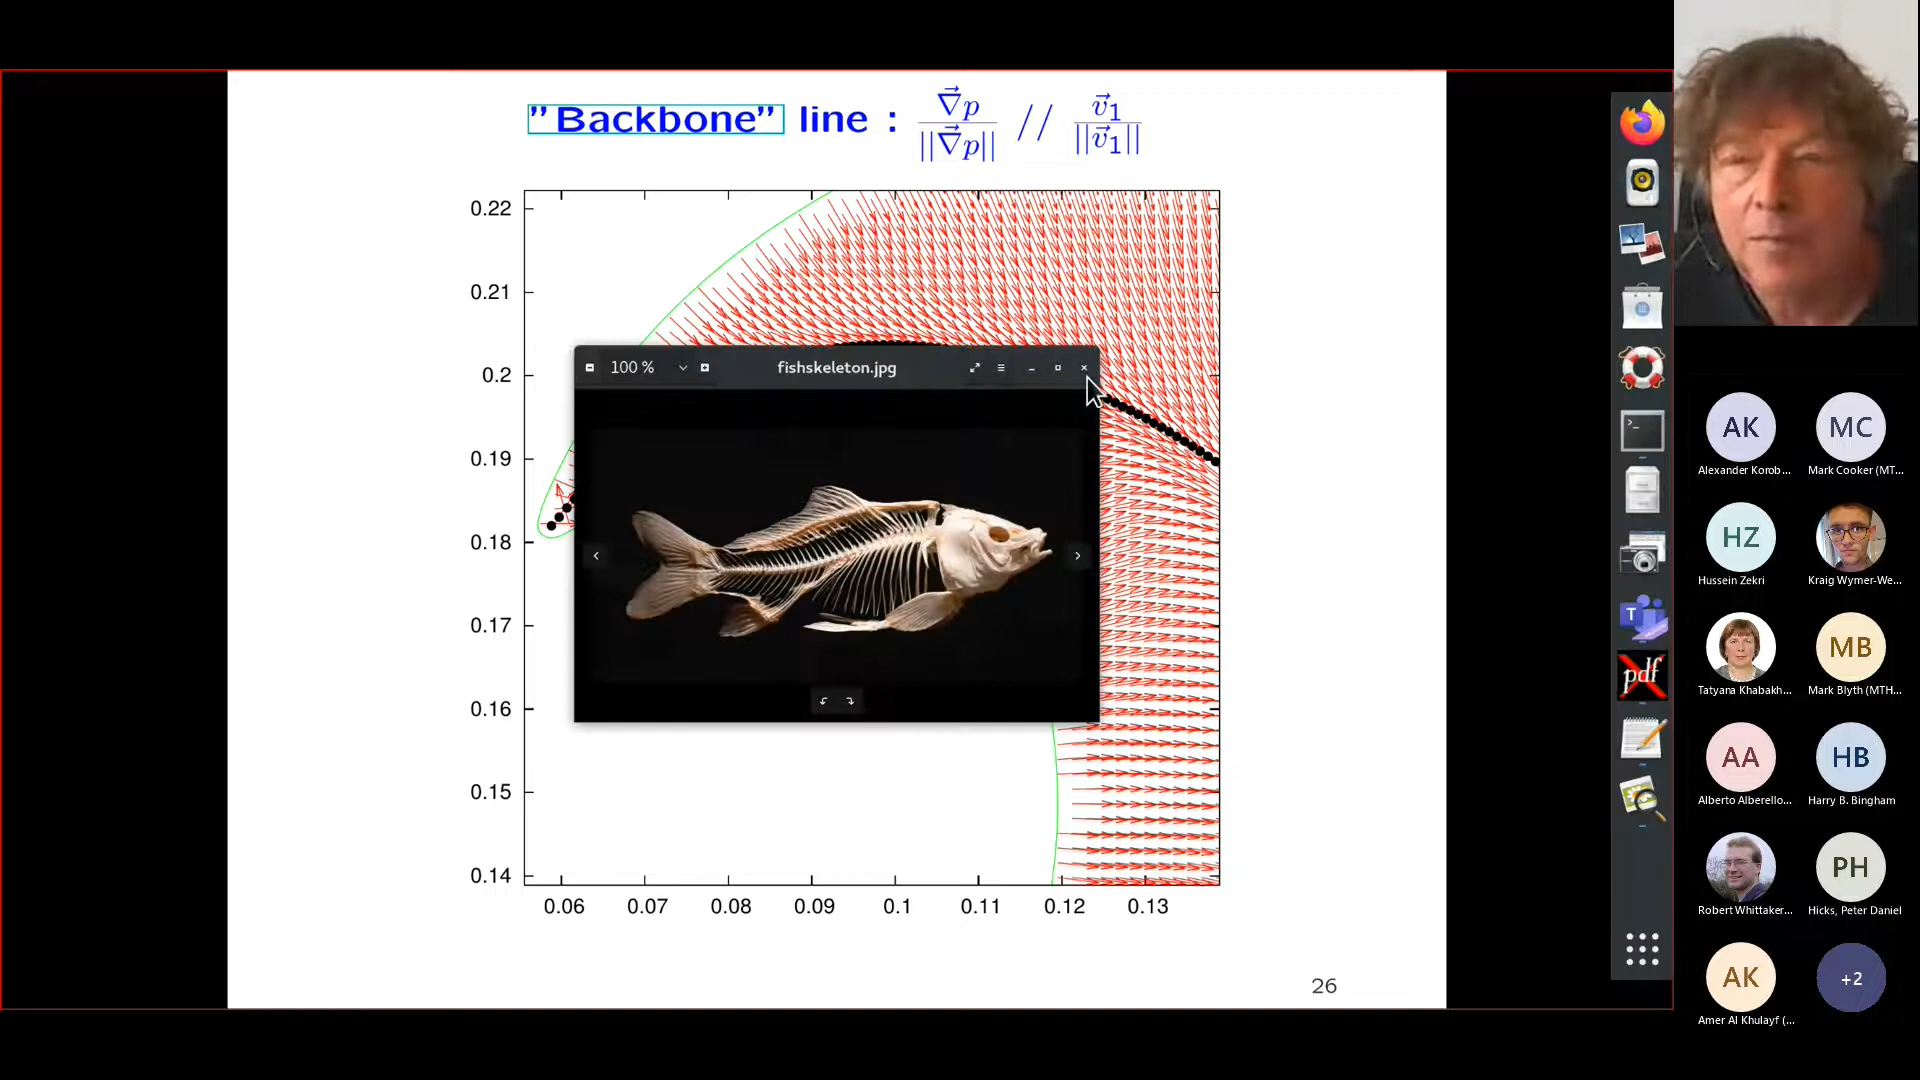 "Backbone" line : ∇⃗p / ||∇⃗p|| // v⃗₁ / ||v⃗₁||
0.22
0.21
0.2
0.19
0.18
0.17
0.16
0.15
0.14
0.06 0.07 0.08 0.09 0.1 0.11 0.12 0.13
100 %
fishskeleton.jpg
26
T
pdf
AK
MC
Alexander Korob...
Mark Cooker (MT...
HZ
Hussein Zekri
Kraig Wymer-We...
MB
Tatyana Khabakh...
Mark Blyth (MTH...
AA
HB
Alberto Alberello...
Harry B. Bingham
PH
Robert Whittaker...
Hicks, Peter Daniel
AK
+2
Amer Al Khulayf (...